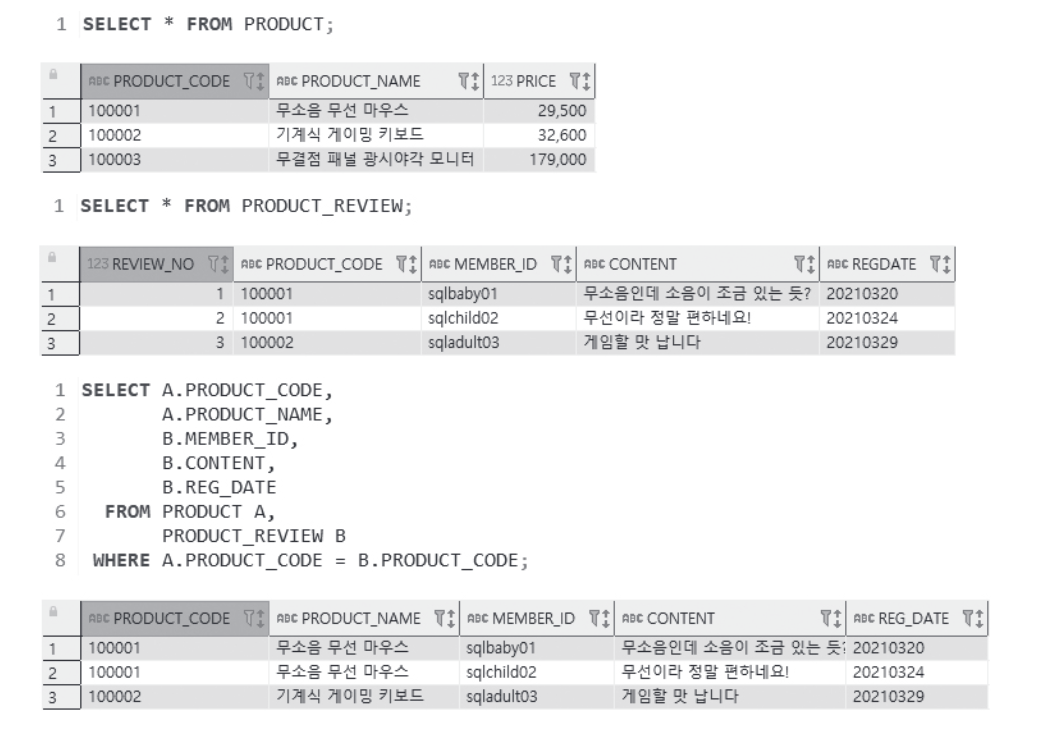 1 SELECT * FROM PRODUCT;
ABC PRODUCT_CODE ABC PRODUCT_NAME 123 PRICE
1 100001 무소음 무선 마우스 29,500
2 100002 기계식 게이밍 키보드 32,600
3 100003 무결점 패널 광시야각 모니터 179,000
1 SELECT * FROM PRODUCT_REVIEW;
123 REVIEW_NO ABC PRODUCT_CODE ABC MEMBER_ID ABC CONTENT ABC REGDATE
1 1 100001 sqlbaby01 무소음인데 소음이 조금 있는 듯? 20210320
2 2 100001 sqlchild02 무선이라 정말 편하네요! 20210324
3 3 100002 sqladult03 게임할 맛 납니다 20210329
1 SELECT A.PRODUCT_CODE,
2 A.PRODUCT_NAME,
3 B.MEMBER_ID,
4 B.CONTENT,
5 B.REG_DATE
6 FROM PRODUCT A,
7 PRODUCT_REVIEW B
8 WHERE A.PRODUCT_CODE = B.PRODUCT_CODE;
ABC PRODUCT_CODE ABC PRODUCT_NAME ABC MEMBER_ID ABC CONTENT ABC REG_DATE
1 100001 무소음 무선 마우스 sqlbaby01 무소음인데 소음이 조금 있는 듯? 20210320
2 100001 무소음 무선 마우스 sqlchild02 무선이라 정말 편하네요! 20210324
3 100002 기계식 게이밍 키보드 sqladult03 게임할 맛 납니다 20210329